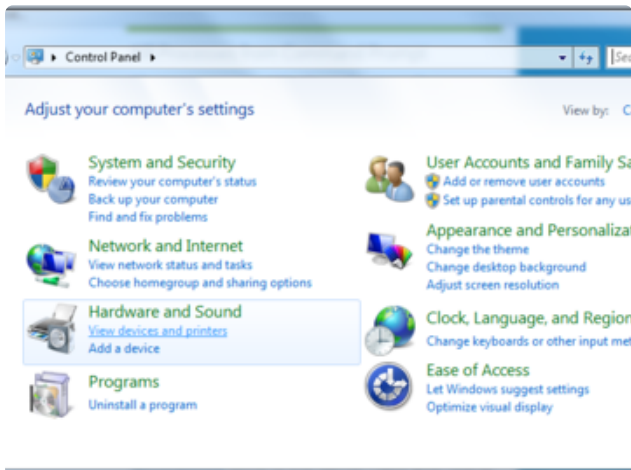 Control Panel
Adjust your computer's settings
View by:
System and Security
Review your computer's status
Back up your computer
Find and fix problems
Network and Internet
View network status and tasks
Choose homegroup and sharing options
Hardware and Sound
View devices and printers
Add a device
Programs
Uninstall a program
User Accounts and Family
Add or remove user accounts
Set up parental controls for any
Appearance and
Change the theme
Change desktop background
Adjust screen resolution
Clock, Language, and Region
Change keyboards or other input
Ease of Access
Let Windows suggest settings
Optimize visual display